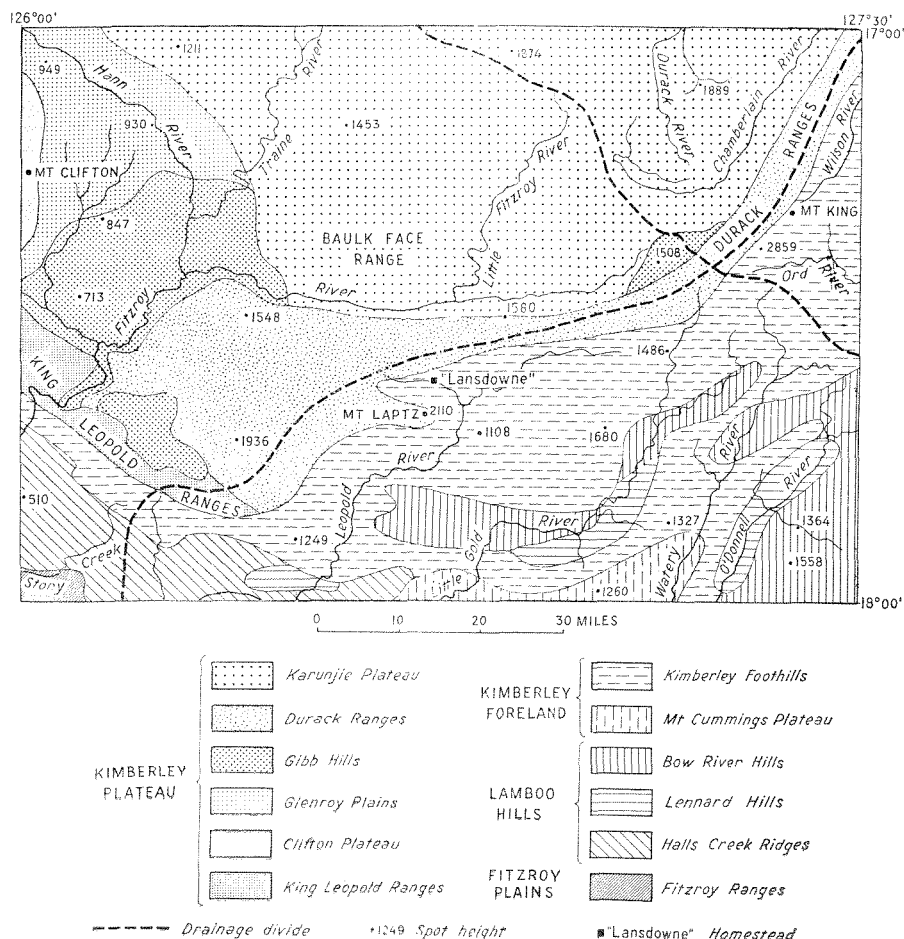 126°00'
127°30'
17°00'
1211
River
1274
River
949
Hann
Durack
1889
Chamberlain
River
930
River
1453
Traine
River
RANGES
Wilson River
MT CLIFTON
847
Fitzroy
DURACK
MT KING
BAULK FACE
RANGE
Little
1508
2859
Ord
River
713
Fitzroy
River
1548
1560
1486
KING
"Lansdowne"
MT LAPTZ
2110
LEOPOLD
1936
1108
1680
River
River
River
RANGES
510
Leopold
1327
1364
Creek
1249
Little Gold River
O'Donnell
1558
Story
1260
Watery
18°00'
0 10 20 30 MILES
KIMBERLEY
PLATEAU
Karunjie Plateau
Durack Ranges
Gibb Hills
Glenroy Plains
Clifton Plateau
King Leopold Ranges
KIMBERLEY
FORELAND
Kimberley Foothills
Mt Cummings Plateau
LAMBOO
HILLS
Bow River Hills
Lennard Hills
Halls Creek Ridges
FITZROY
PLAINS
Fitzroy Ranges
Drainage divide
1249 Spot height
"Lansdowne" Homestead